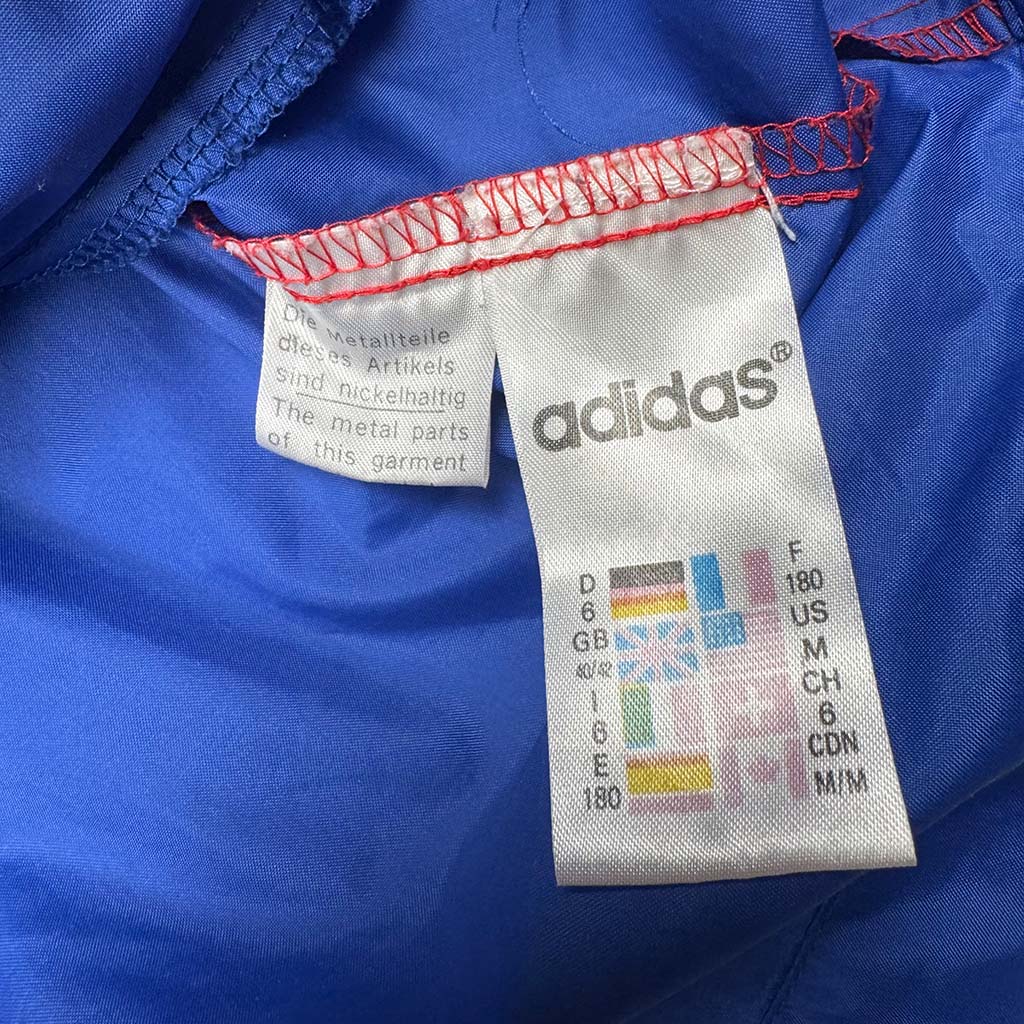 Die Metallteile
dieses Artikels
sind nickelhaltig
The metal parts
of this garment
adidas®
D
6
GB
40/42
I
6
E
180
F
180
US
M
CH
6
CDN
M/M